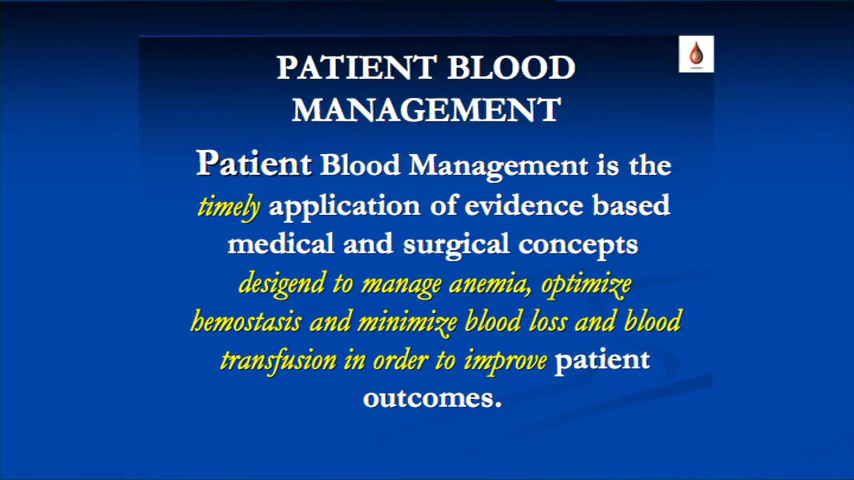 PATIENT BLOOD
MANAGEMENT
Patient Blood Management is the
timely application of evidence based
medical and surgical concepts
desigend to manage anemia, optimize
hemostasis and minimize blood loss and blood
transfusion in order to improve patient
outcomes.